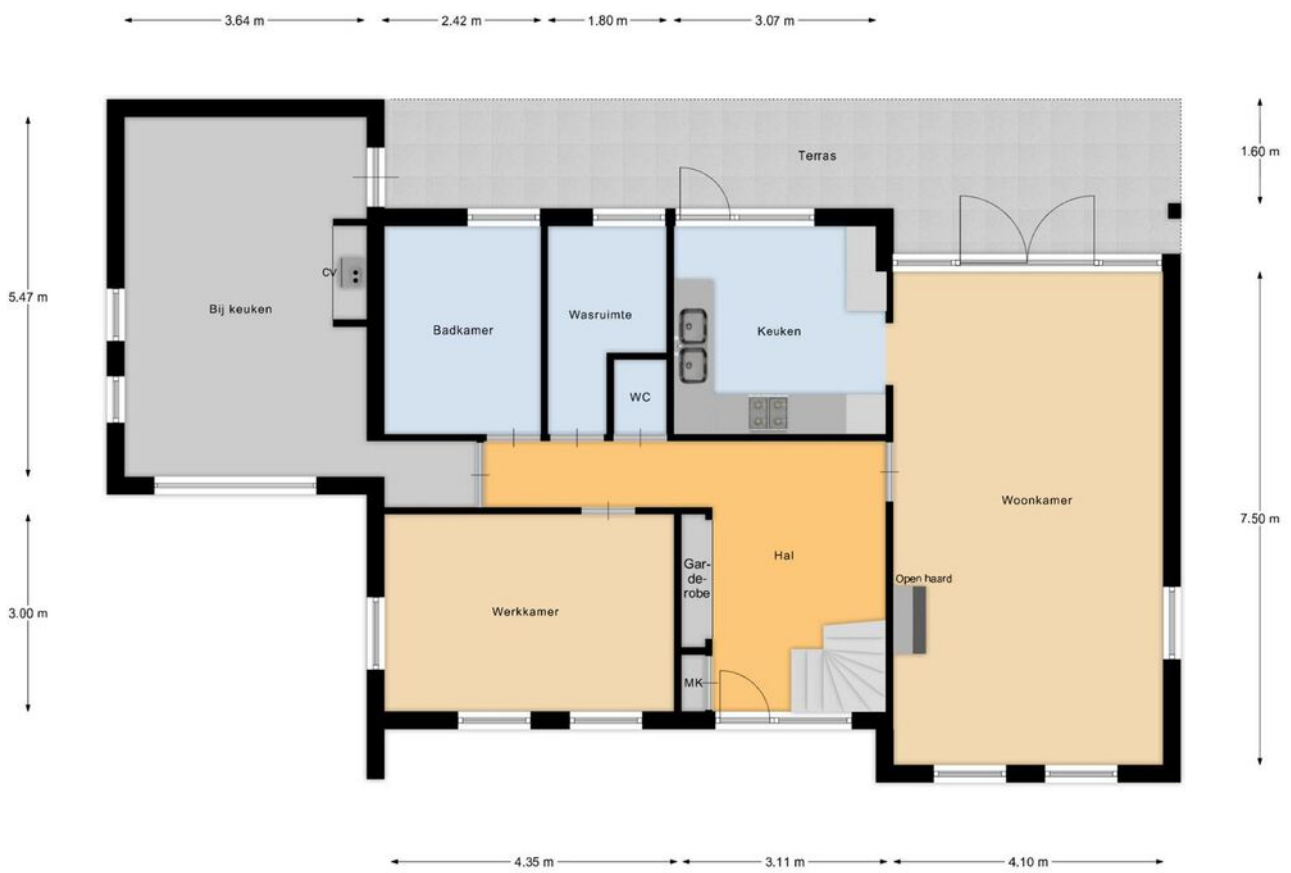 3.64 m
2.42 m
1.80 m
3.07 m
Terras
1.60 m
CV
5.47 m
Bij keuken
Wasruimte
Badkamer
Keuken
WC
Woonkamer
7.50 m
Hal
Gar-
de-
robe
Open haard
3.00 m
Werkkamer
MK
4.35 m
3.11 m
4.10 m